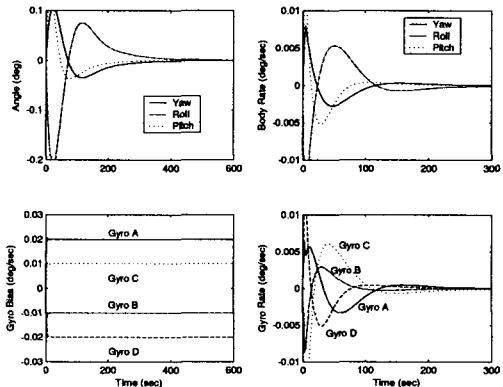 0.1
0
-0.1
-0.2
0
200
400
600
Angle (deg)
Yaw
Roll
Pitch
0.01
0.005
0
-0.005
-0.01
0
100
200
300
Body Rate (deg/sec)
Yaw
Roll
Pitch
0.03
0.02
0.01
0
-0.01
-0.02
-0.03
0
200
400
600
Gyro Bias (deg/sec)
Time (sec)
Gyro A
Gyro C
Gyro B
Gyro D
0.01
0.005
0
-0.005
-0.01
0
100
200
300
Gyro Rate (deg/sec)
Time (sec)
Gyro C
Gyro B
Gyro A
Gyro D